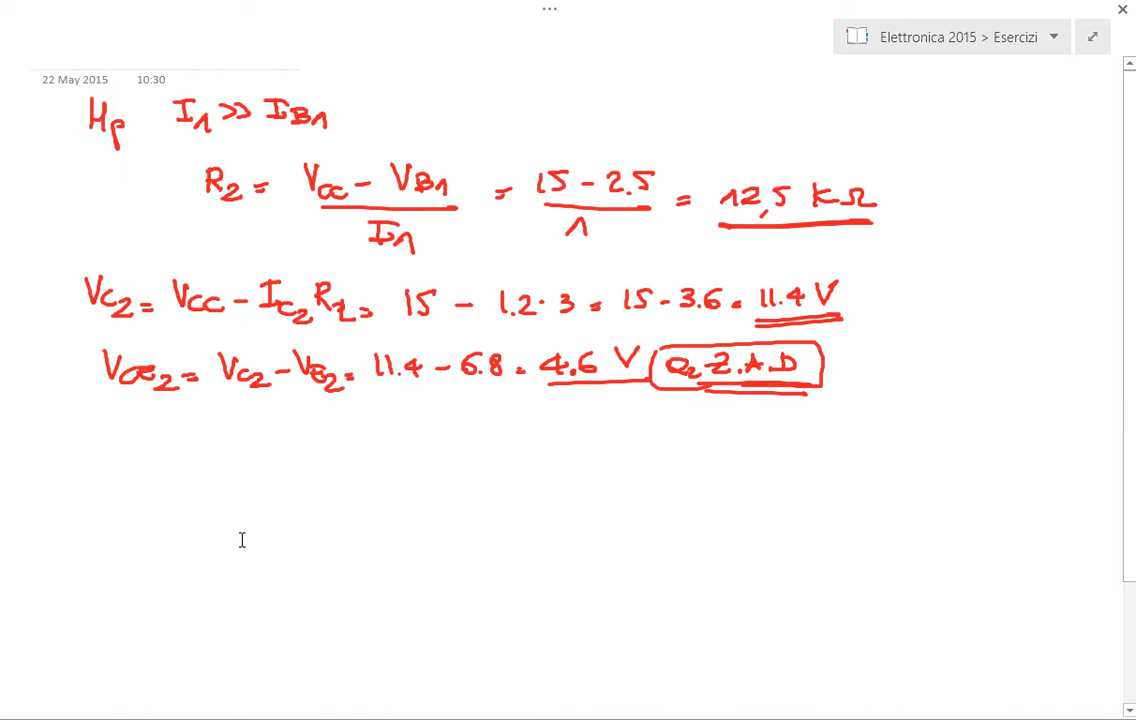 Elettronica 2015 > Esercizi
22 May 2015 10:30
Hp I1 >> IB1
R2 = (VCC - VB1) / I1 = (15 - 2.5) / 1 = 12,5 KΩ
VC2 = VCC - IC2 R7 = 15 - 1.2 · 3 = 15 - 3.6 = 11.4 V
VCE2 = VC2 - VE2 = 11.4 - 6.8 = 4.6 V Q2 Z.A.D